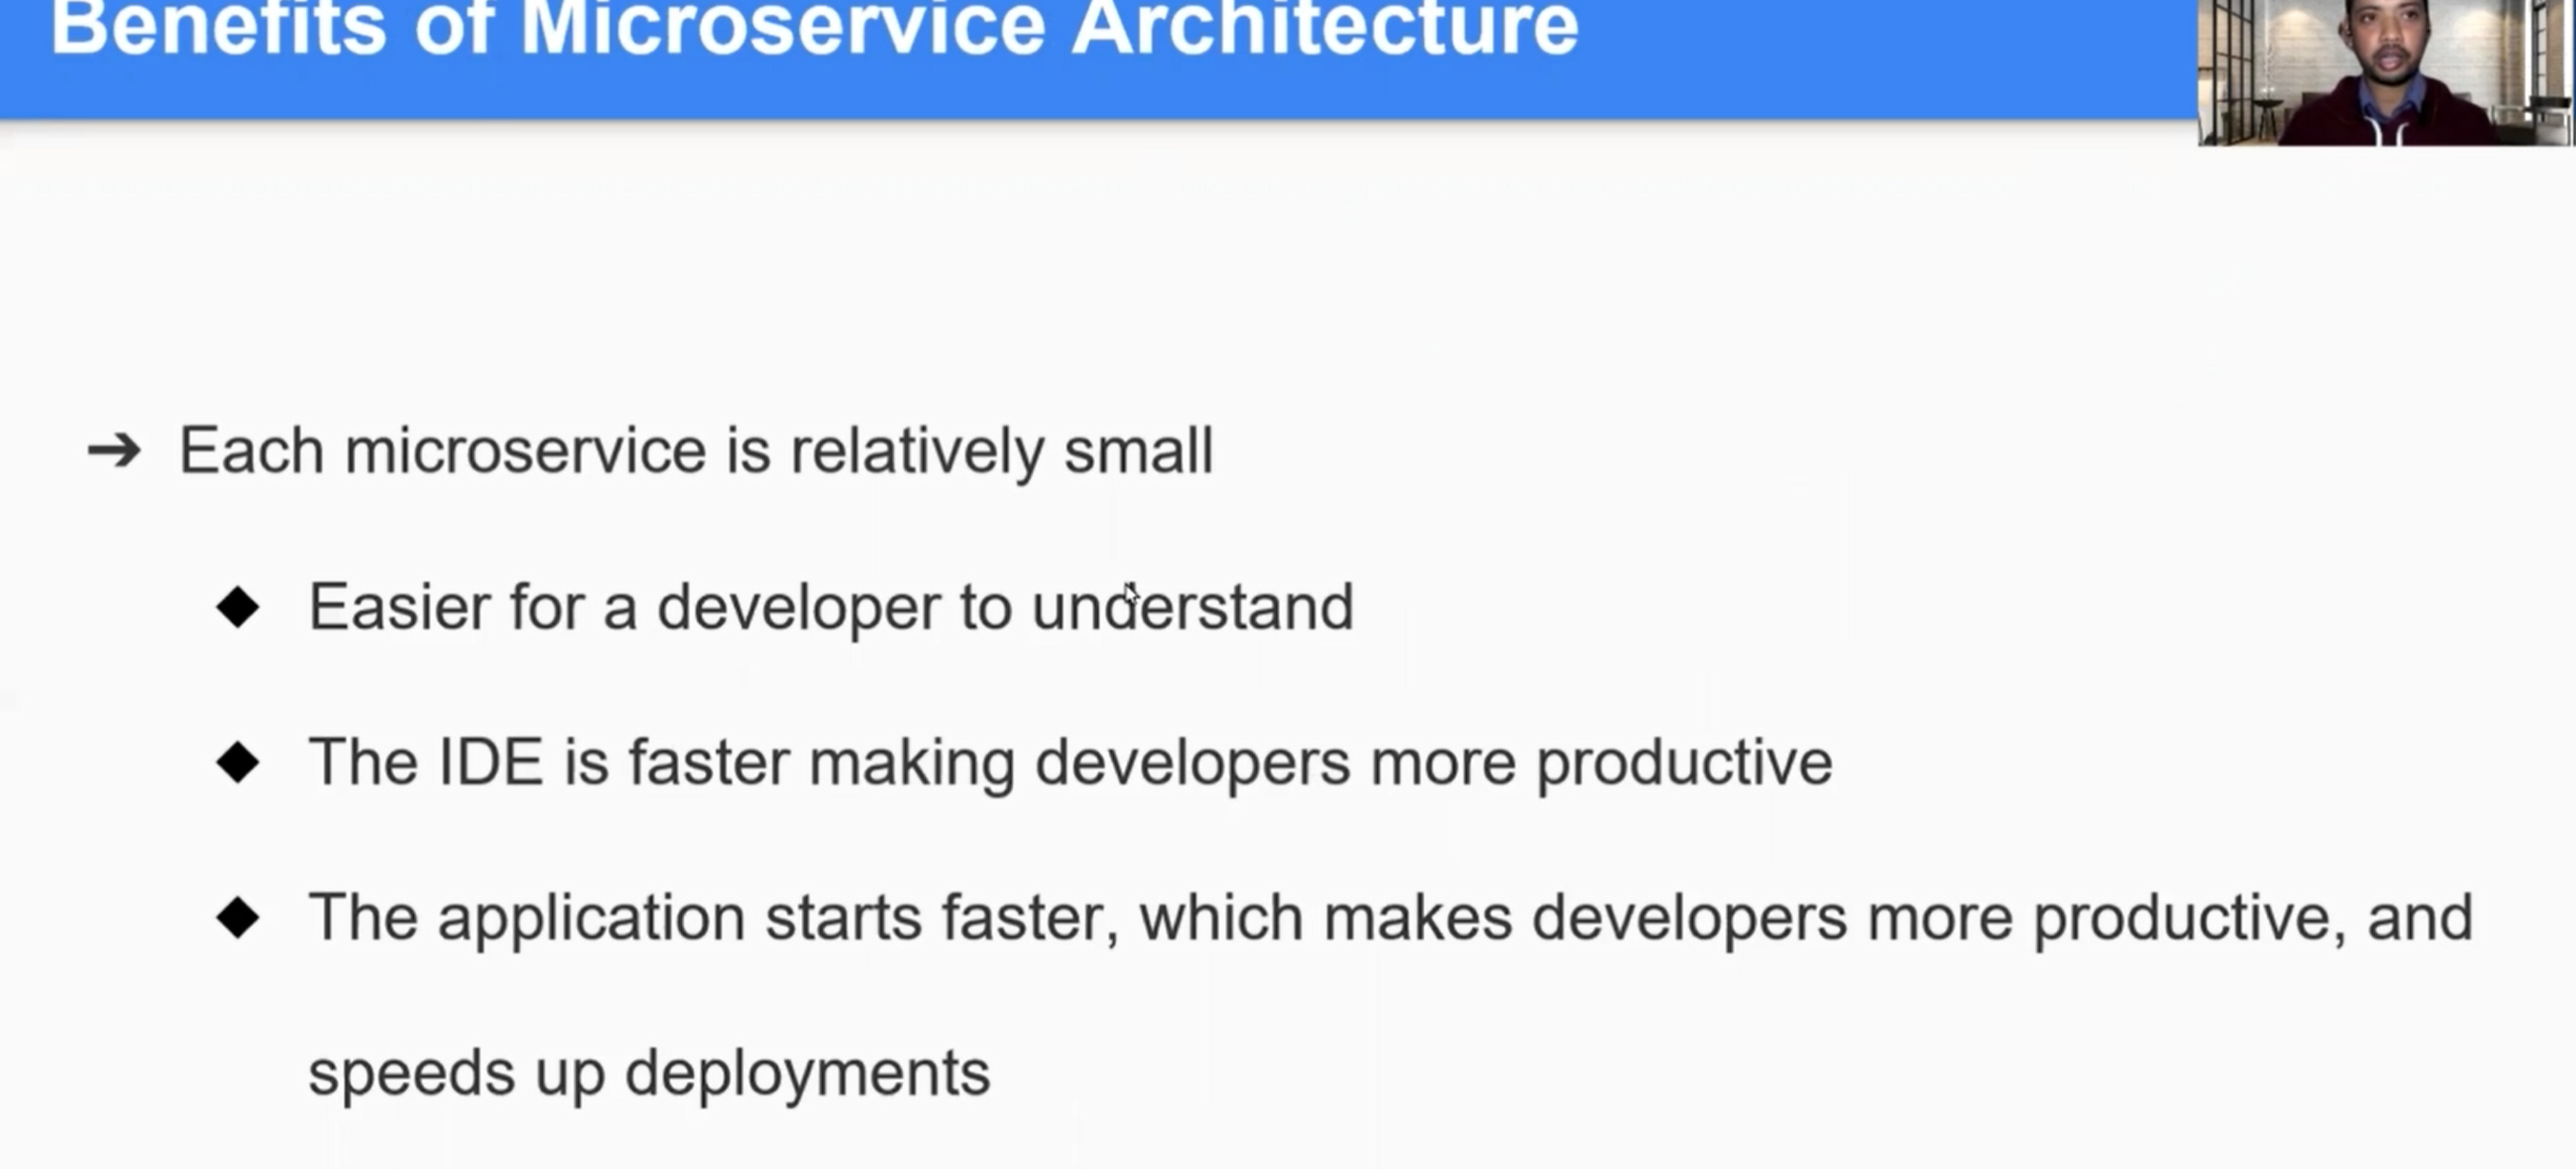 Benefits of Microservice Architecture
➔ Each microservice is relatively small
◆ Easier for a developer to understand
◆ The IDE is faster making developers more productive
◆ The application starts faster, which makes developers more productive, and
speeds up deployments